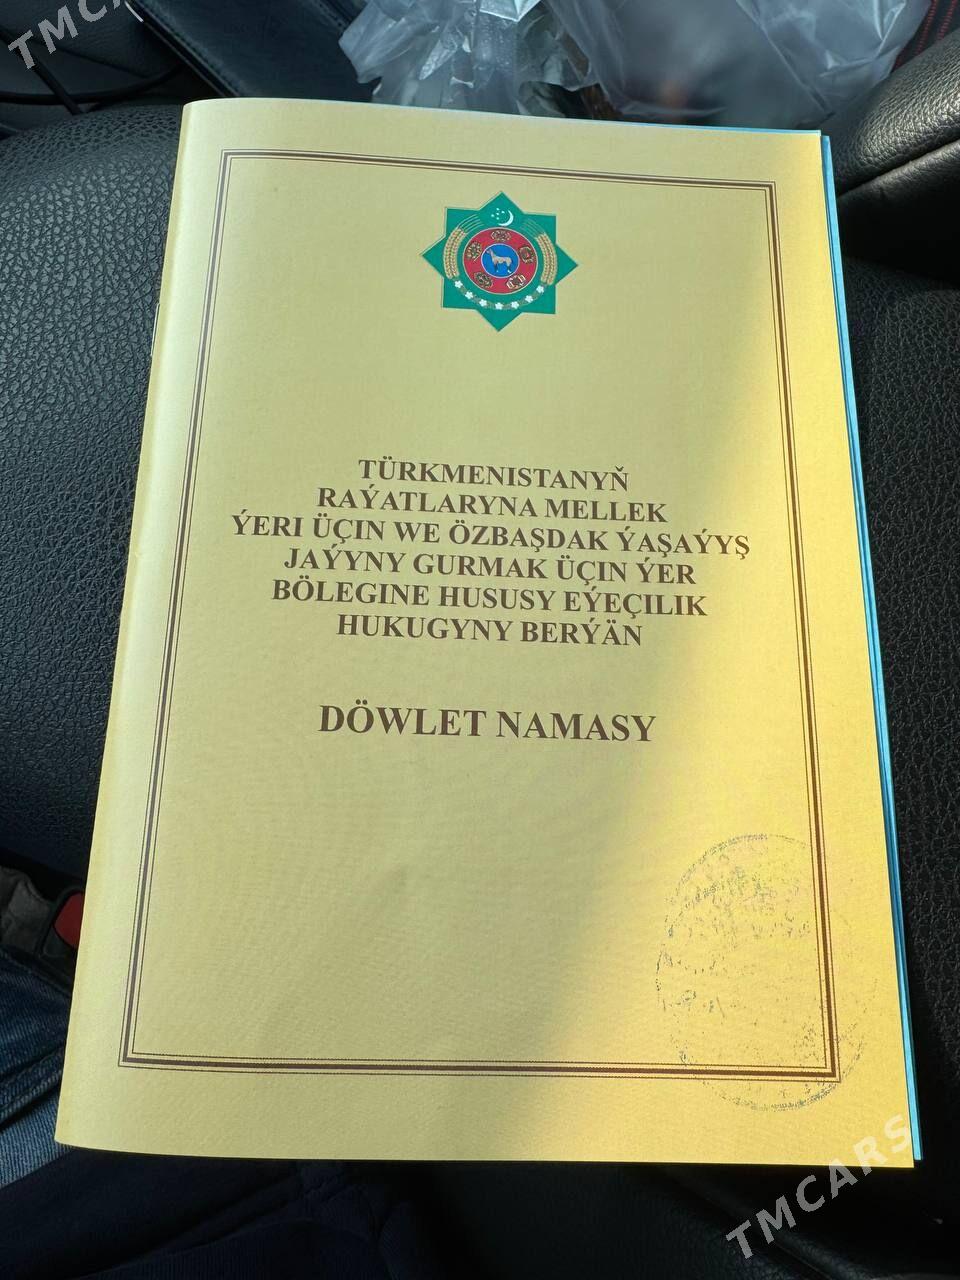 TMCARS
TÜRKMENISTANYŇ
RAÝATLARYNA MELLEK
ÝERI ÜÇIN WE ÖZBAŞDAK ÝAŞAÝYŞ
JAÝYNY GURMAK ÜÇIN ÝER
BÖLEGINE HUSUSY EÝEÇILIK
HUKUGYNY BERÝÄN
DÖWLET NAMASY
TMCARS